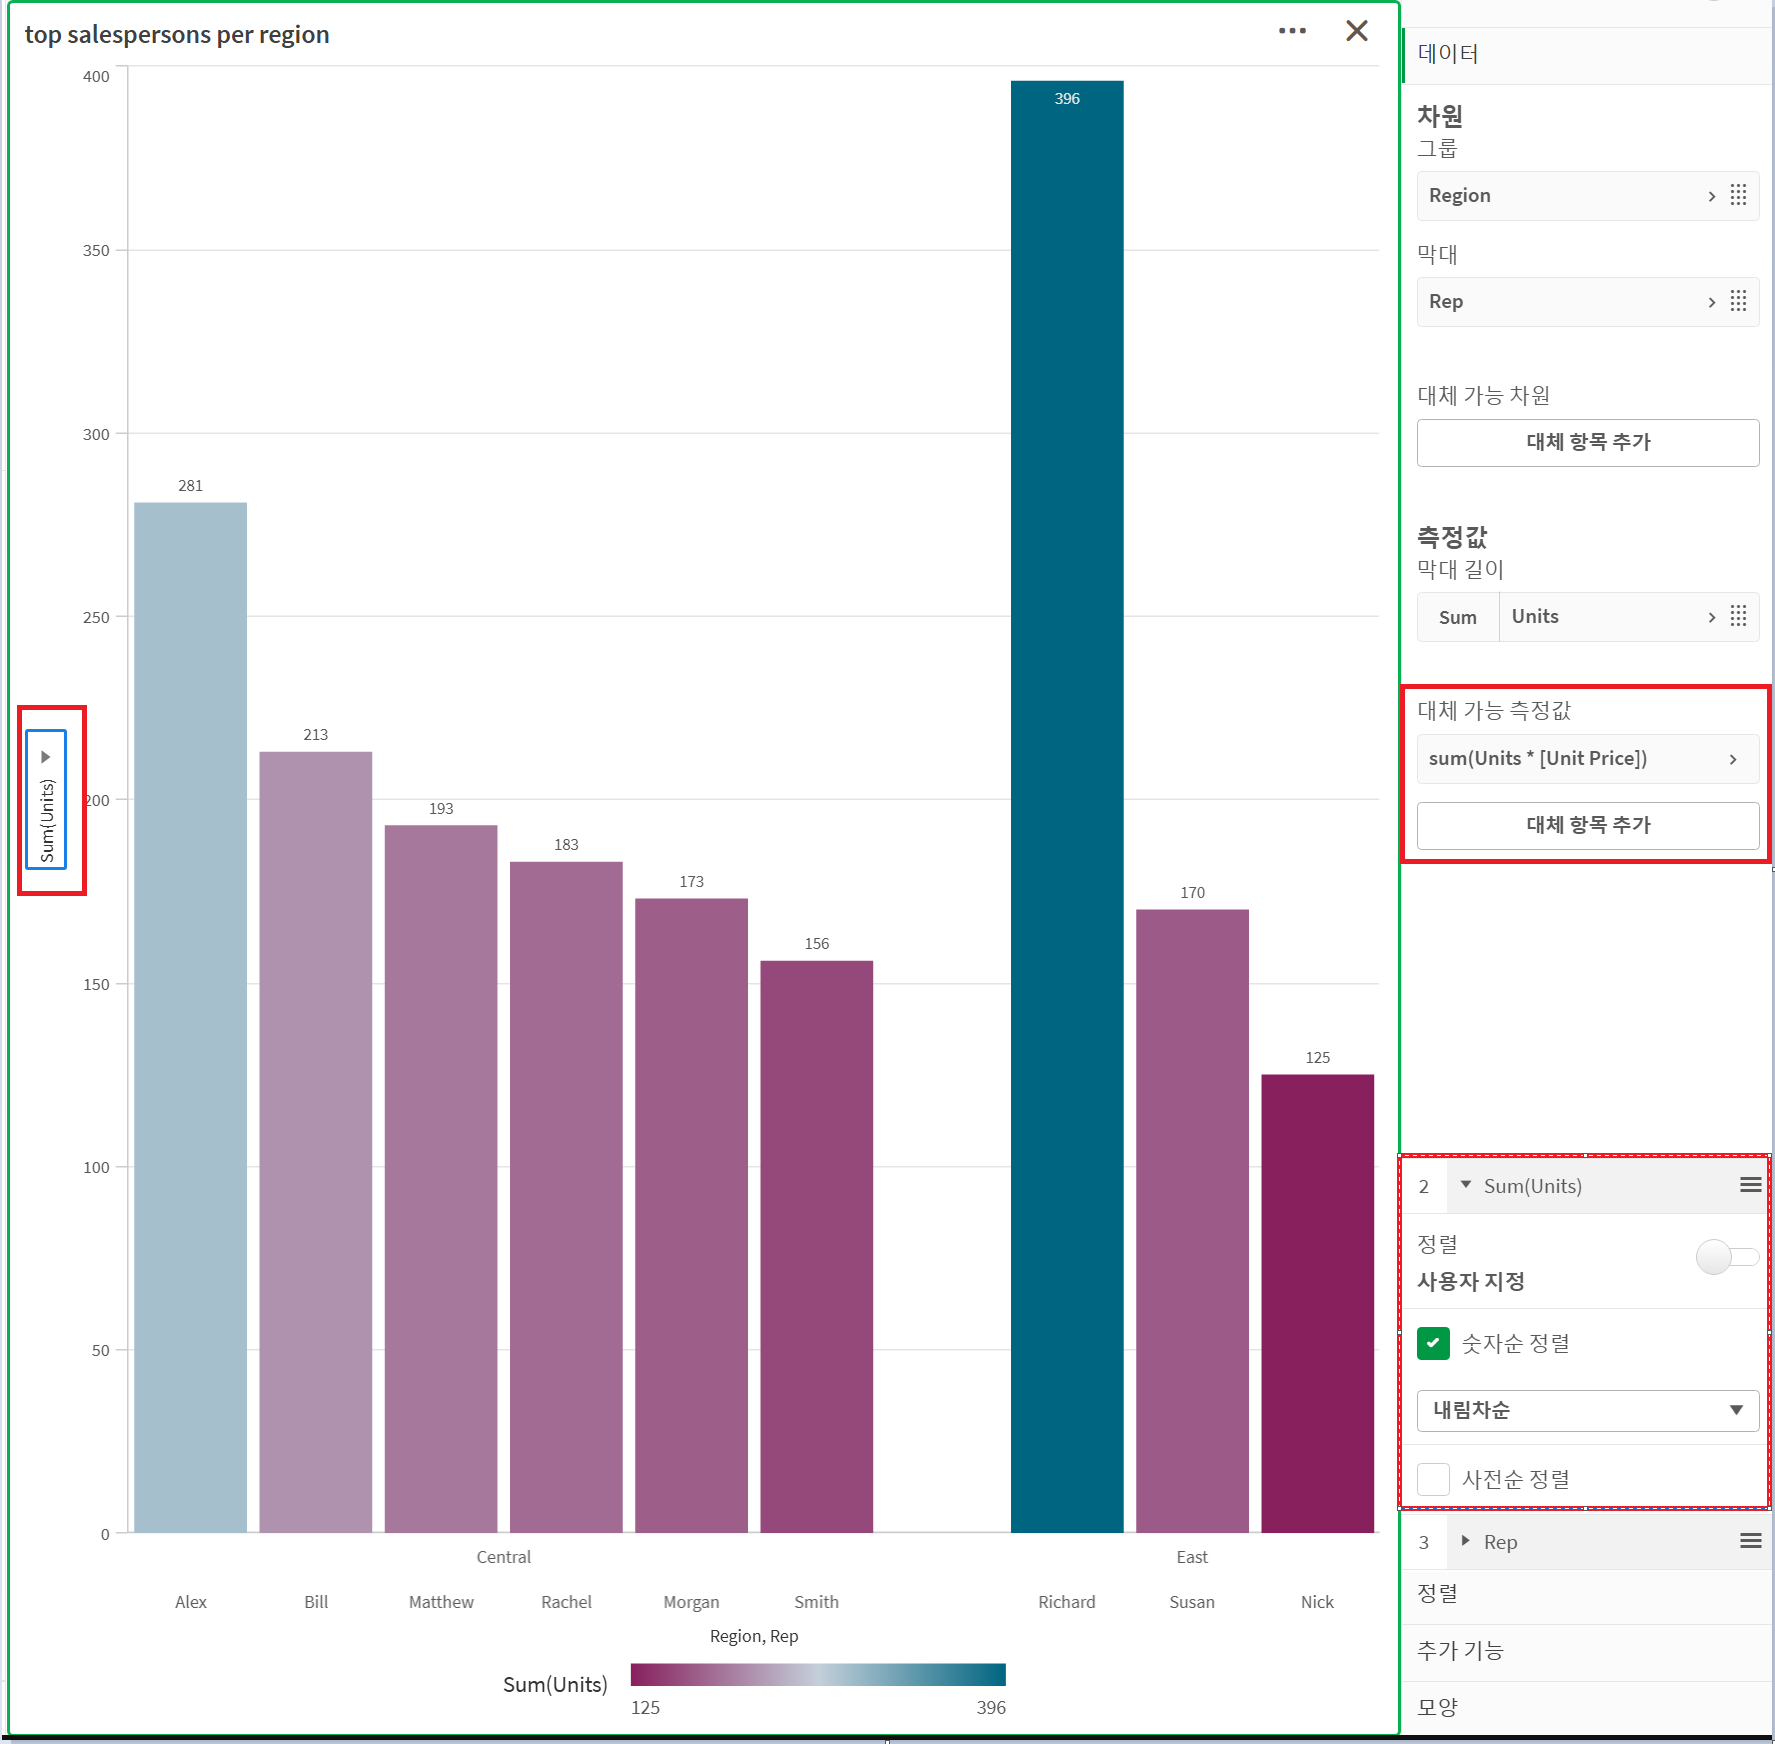 top salespersons per region
400
350
300
250
200
150
100
50
0
Sum(Units)
281
213
193
183
173
156
396
170
125
Central
East
Alex
Bill
Matthew
Rachel
Morgan
Smith
Richard
Susan
Nick
Region, Rep
Sum(Units)
125
396
데이터
차원
그룹
Region
막대
Rep
대체 가능 차원
대체 항목 추가
측정값
막대 길이
Sum Units
대체 가능 측정값
sum(Units * [Unit Price])
대체 항목 추가
2 Sum(Units)
정렬
사용자 지정
숫자순 정렬
내림차순
사전순 정렬
3 Rep
정렬
추가 기능
모양